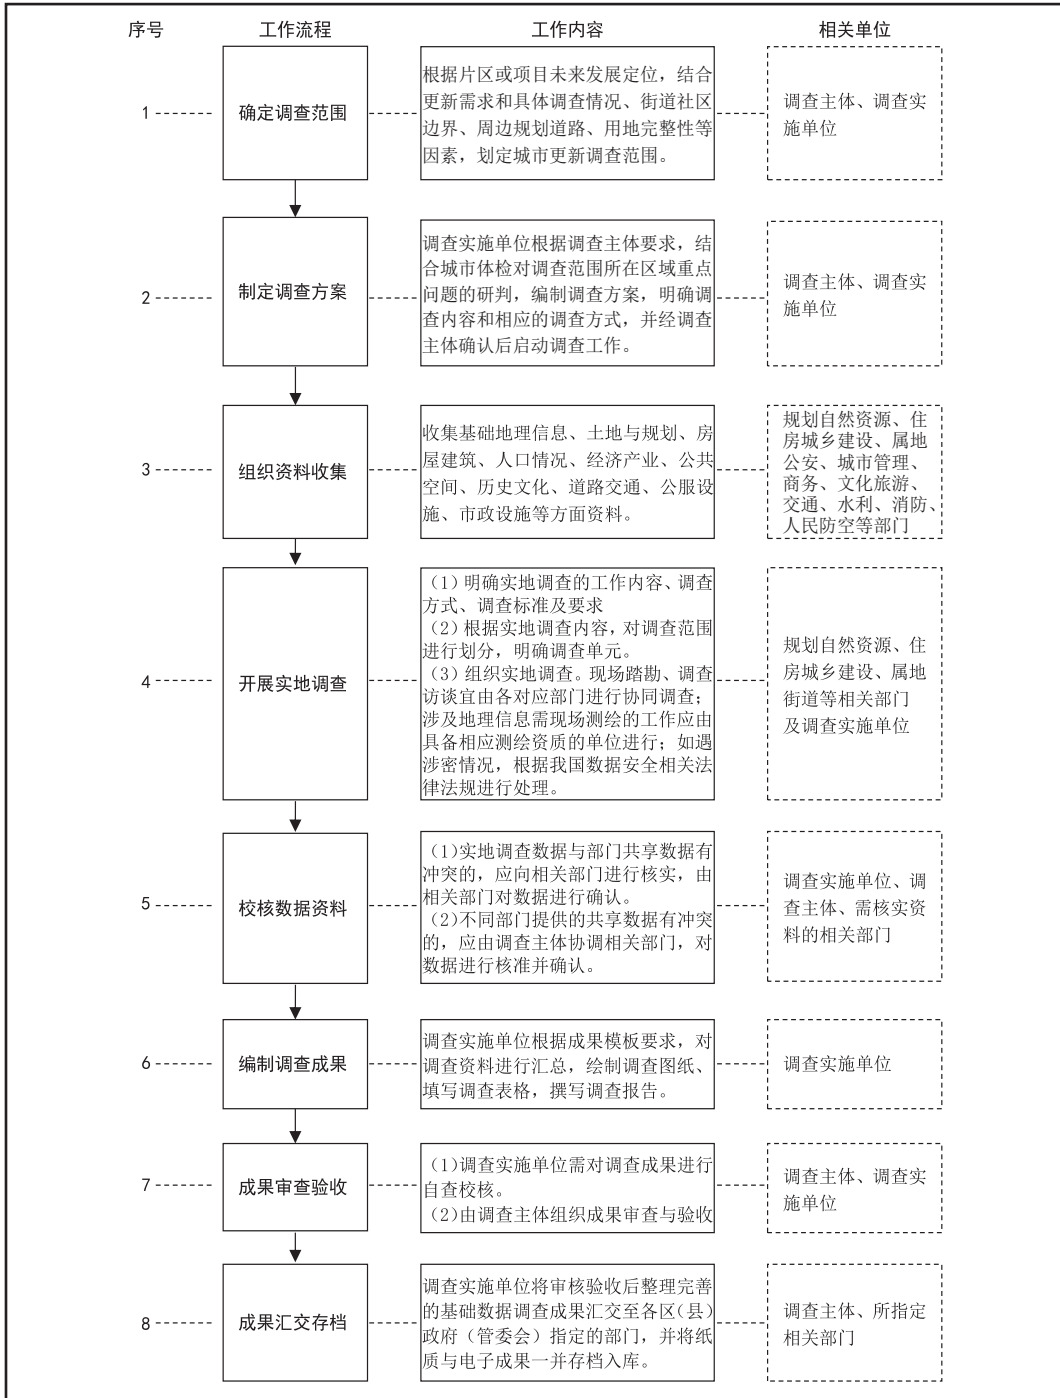 序号
工作流程
工作内容
相关单位
1
确定调查范围
根据片区或项目未来发展定位，结合
更新需求和具体调查情况、街道社区
边界、周边规划道路、用地完整性等
因素，划定城市更新调查范围。
调查主体、调查实
施单位
2
制定调查方案
调查实施单位根据调查主体要求，结
合城市体检对调查范围所在区域重点
问题的研判，编制调查方案，明确调
查内容和相应的调查方式，并经调查
主体确认后启动调查工作。
调查主体、调查实
施单位
3
组织资料收集
收集基础地理信息、土地与规划、房
屋建筑、人口情况、经济产业、公共
空间、历史文化、道路交通、公服设
施、市政设施等方面资料。
规划自然资源、住
房城乡建设、属地
公安、城市管理、
商务、文化旅游、
交通、水利、消防、
人民防空等部门
4
开展实地调查
（1）明确实地调查的工作内容、调查
方式、调查标准及要求
（2）根据实地调查内容，对调查范围
进行划分，明确调查单元。
（3）组织实地调查。现场踏勘、调查
访谈宜由各对应部门进行协同调查；
涉及地理信息需现场测绘的工作应由
具备相应测绘资质的单位进行；如遇
涉密情况，根据我国数据安全相关法
律法规进行处理。
规划自然资源、住
房城乡建设、属地
街道等相关部门
及调查实施单位
5
校核数据资料
（1）实地调查数据与部门共享数据有
冲突的，应向相关部门进行核实，由
相关部门对数据进行确认。
（2）不同部门提供的共享数据有冲突
的，应由调查主体协调相关部门，对
数据进行核准并确认。
调查实施单位、调
查主体、需核实资
料的相关部门
6
编制调查成果
调查实施单位根据成果模板要求，对
调查资料进行汇总，绘制调查图纸、
填写调查表格，撰写调查报告。
调查实施单位
7
成果审查验收
（1）调查实施单位需对调查成果进行
自查校核。
（2）由调查主体组织成果审查与验收
调查主体、调查实
施单位
8
成果汇交存档
调查实施单位将审核验收后整理完善
的基础数据调查成果汇交至各区（县）
政府（管委会）指定的部门，并将纸
质与电子成果一并存档入库。
调查主体、所指定
相关部门